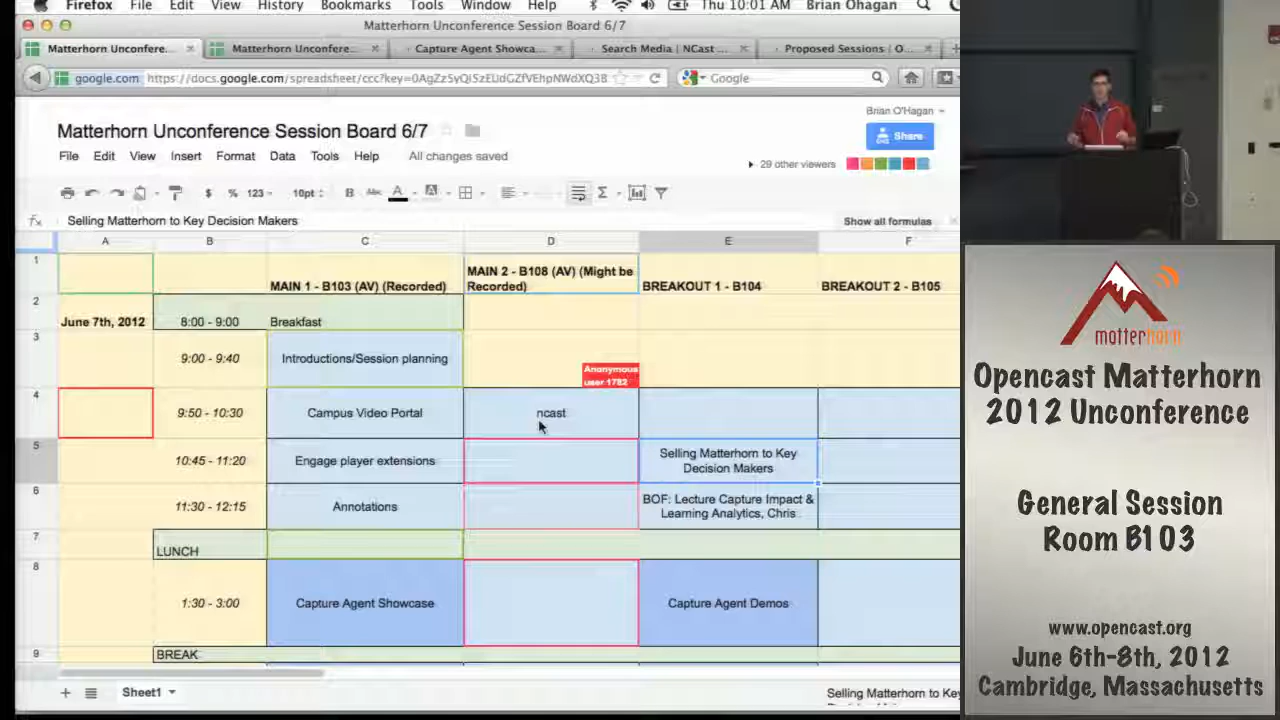 Firefox File Edit View History Bookmarks Tools Window Help Thu 10:01 AM Brian Ohagan
Matterhorn Unconference Session Board 6/7
Matterhorn Unconfere... Matterhorn Unconfere... Capture Agent Showca... Search Media | NCast ... Proposed Sessions / O...
google.com https://docs.google.com/spreadsheet/ccc? Google
Brian O'Hagan
Matterhorn Unconference Session Board 6/7
Share
File Edit View Insert Format Data Tools Help All changes saved
29 other viewers
$ % 123 10pt B Abc A A Σ
fx Selling Matterhorn to Key Decision Makers Show all formulas
A B C D E F
1 MAIN 1 - B103 (AV) (Recorded) MAIN 2 - B108 (AV) (Might be Recorded) BREAKOUT 1 - B104 BREAKOUT 2 - B105
2 June 7th, 2012 8:00 - 9:00 Breakfast
3 9:00 - 9:40 Introductions/Session planning
Anonymous
user 1782
4 9:50 - 10:30 Campus Video Portal ncast
5 10:45 - 11:20 Engage player extensions Selling Matterhorn to Key Decision Makers
6 11:30 - 12:15 Annotations BOF: Lecture Capture Impact & Learning Analytics, Chris
7 LUNCH
8 1:30 - 3:00 Capture Agent Showcase Capture Agent Demos
9 BREAK
+ Sheet1 Selling Matterhorn to Key
matterhorn
Opencast Matterhorn
2012 Unconference
General Session
Room B103
www.opencast.org
June 6th-8th, 2012
Cambridge, Massachusetts